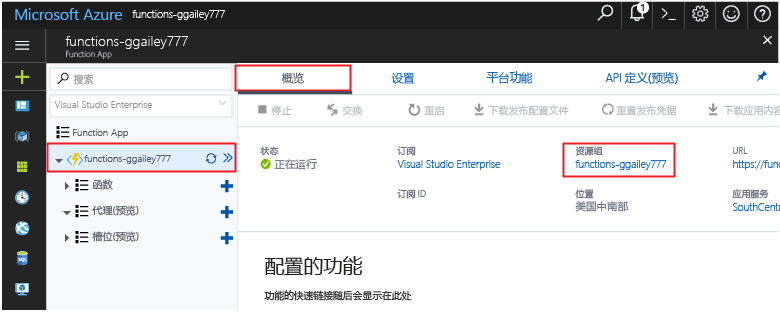 Microsoft Azure functions-ggailey777
1
functions-ggailey777
Function App
搜索
Visual Studio Enterprise
Function App
functions-ggailey777
函数
代理(预览)
槽位(预览)
概览 设置 平台功能 API 定义(预览)
停止 交换 重启 下载发布配置文件 重置发布凭据 下载应用内容
状态 订阅 资源组 URL
正在运行 Visual Studio Enterprise functions-ggailey777 https://func
订阅 ID 位置 应用服务
美国中南部 SouthCentr
配置的功能
功能的快速链接随后会显示在此处